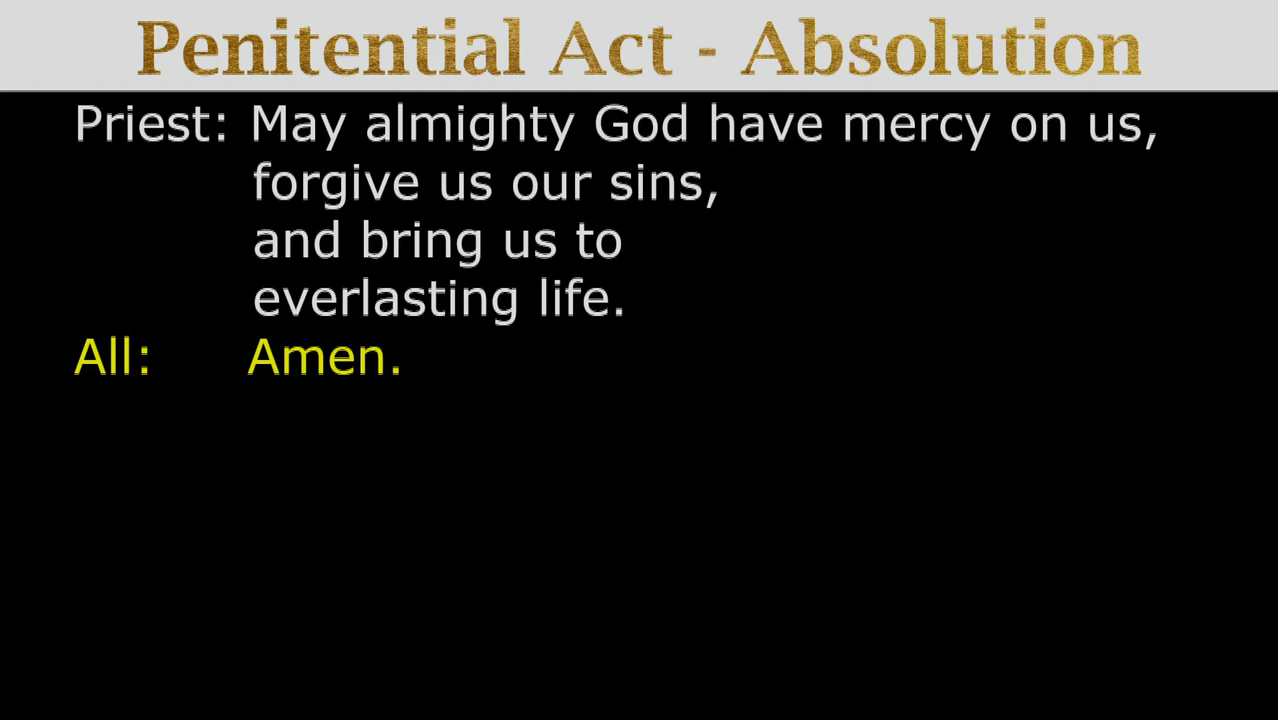 Penitential Act - Absolution
Priest: May almighty God have mercy on us,
forgive us our sins,
and bring us to
everlasting life.
All: Amen.